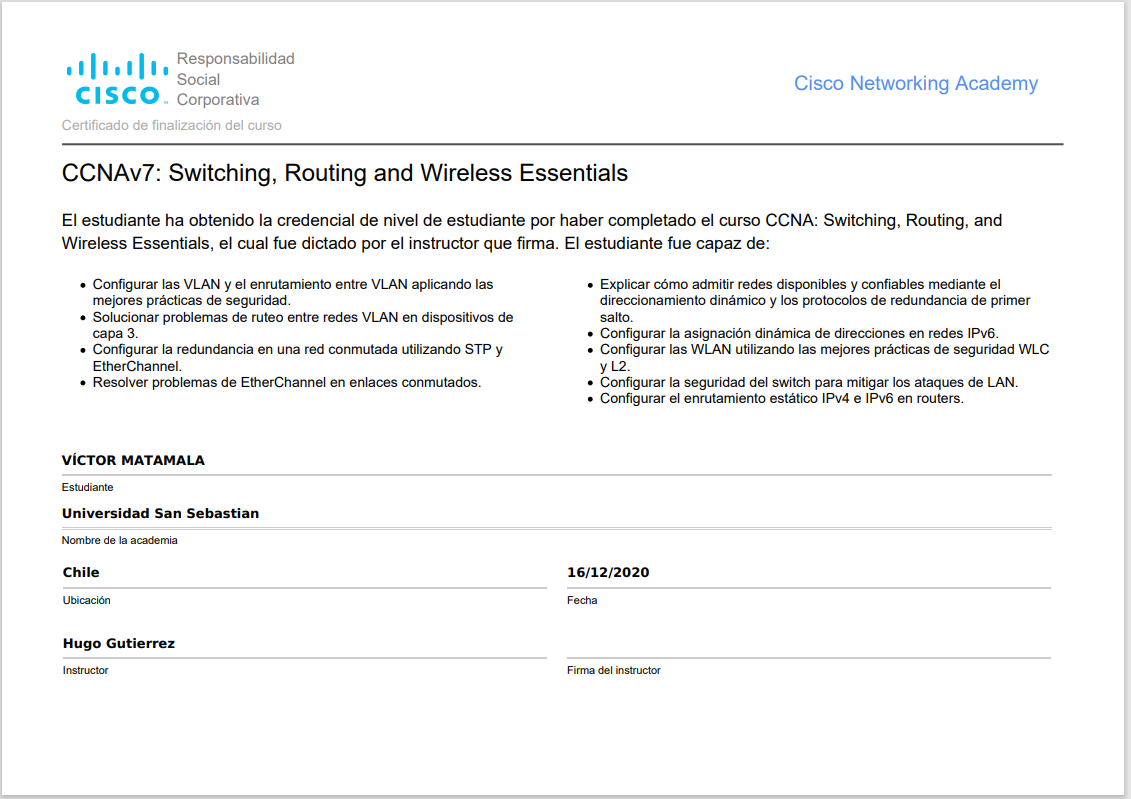 CISCO
Responsabilidad
Social
Corporativa
Cisco Networking Academy
Certificado de finalización del curso
CCNAv7: Switching, Routing and Wireless Essentials
El estudiante ha obtenido la credencial de nivel de estudiante por haber completado el curso CCNA: Switching, Routing, and
Wireless Essentials, el cual fue dictado por el instructor que firma. El estudiante fue capaz de:
• Configurar las VLAN y el enrutamiento entre VLAN aplicando las
mejores prácticas de seguridad.
• Solucionar problemas de ruteo entre redes VLAN en dispositivos de
capa 3.
• Configurar la redundancia en una red conmutada utilizando STP y
EtherChannel.
• Resolver problemas de EtherChannel en enlaces conmutados.
• Explicar cómo admitir redes disponibles y confiables mediante el
direccionamiento dinámico y los protocolos de redundancia de primer
salto.
• Configurar la asignación dinámica de direcciones en redes IPv6.
• Configurar las WLAN utilizando las mejores prácticas de seguridad WLC
y L2.
• Configurar la seguridad del switch para mitigar los ataques de LAN.
• Configurar el enrutamiento estático IPv4 e IPv6 en routers.
VÍCTOR MATAMALA
Estudiante
Universidad San Sebastian
Nombre de la academia
Chile
Ubicación
16/12/2020
Fecha
Hugo Gutierrez
Instructor
Firma del instructor